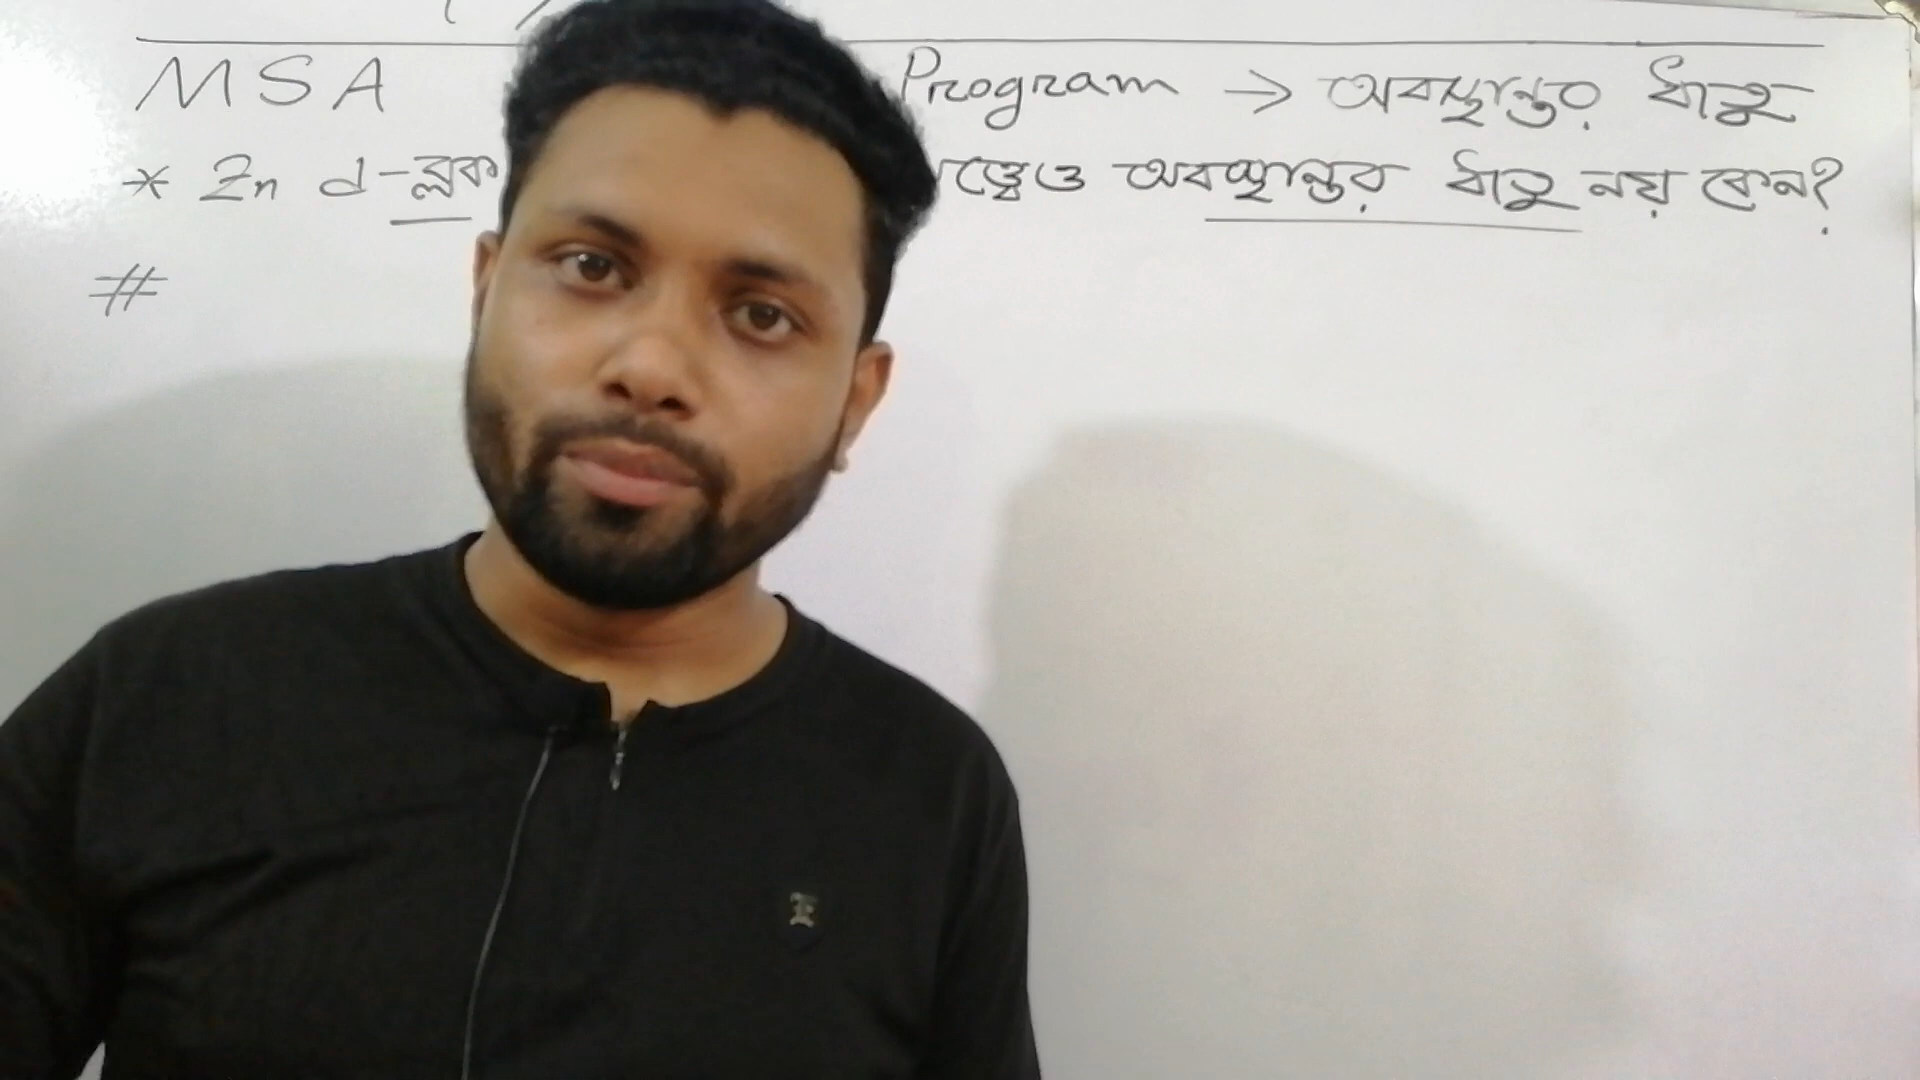 MSA Program → অবস্থান্তর ধাতু
* Zn d-ব্লক ত্ত্বেও অবস্থান্তর ধাতু নয় কেন?
#